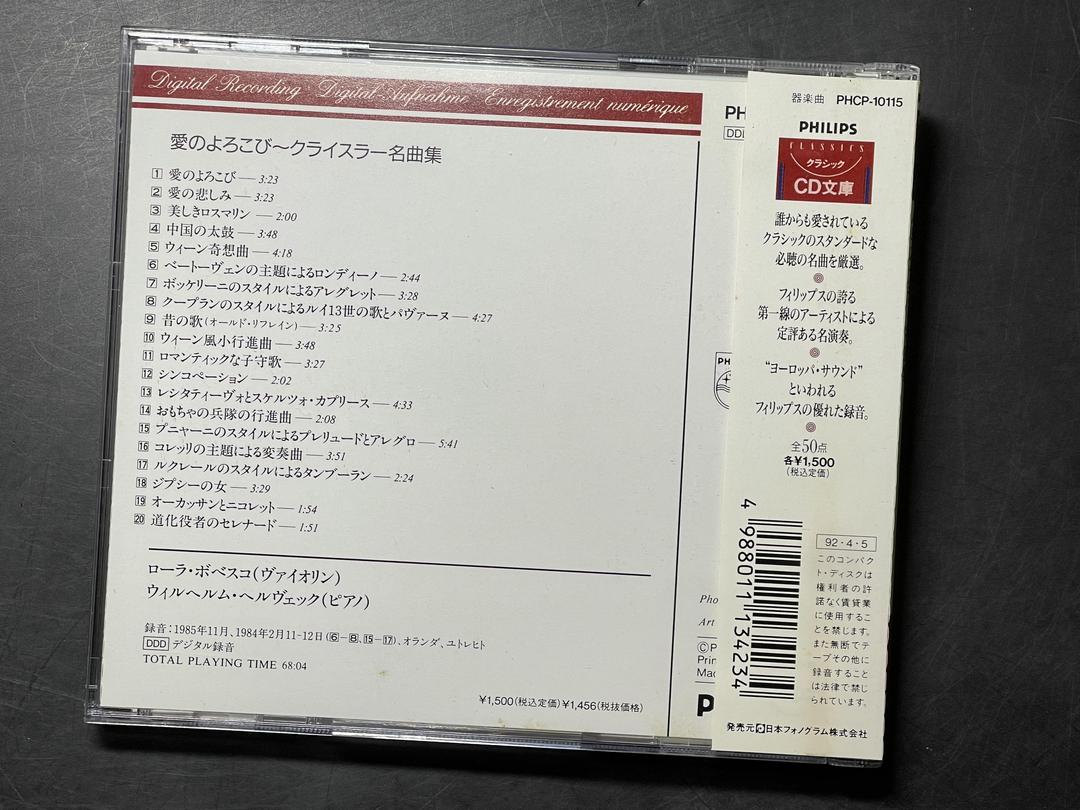 Digital Recording Digital-Aufnahme Enregistrement numérique
愛のよろこび〜クライスラー名曲集
1 愛のよろこび — 3:23
2 愛の悲しみ — 3:23
3 美しきロスマリン — 2:00
4 中国の太鼓 — 3:48
5 ウィーン奇想曲 — 4:18
6 ベートーヴェンの主題によるロンディーノ — 2:44
7 ボッケリーニのスタイルによるアレグレット — 3:28
8 クープランのスタイルによるルイ13世の歌とパヴァーヌ — 4:27
9 昔の歌(オールド・リフレイン) — 3:25
10 ウィーン風小行進曲 — 3:48
11 ロマンティックな子守歌 — 3:27
12 シンコペーション — 2:02
13 レシタティーヴォとスケルツォ・カプリース — 4:33
14 おもちゃの兵隊の行進曲 — 2:08
15 プニャーニのスタイルによるプレリュードとアレグロ — 5:41
16 コレッリの主題による変奏曲 — 3:51
17 ルクレールのスタイルによるタンブーラン — 2:24
18 ジプシーの女 — 3:29
19 オーカッサンとニコレット — 1:54
20 道化役者のセレナード — 1:51
ローラ・ボベスコ(ヴァイオリン)
ウィルヘルム・ヘルヴェック(ピアノ)
録音:1985年11月、1984年2月11-12日(6-8、15-17)、オランダ、ユトレヒト
DDD デジタル録音
TOTAL PLAYING TIME 68:04
¥1,500(税込定価)¥1,456(税抜価格)
PH
DD
PH
Pho
Art
ⓒP
Prin
Mad
P
器楽曲 PHCP-10115
PHILIPS
CLASSICS
クラシック
CD文庫
誰からも愛されている
クラシックのスタンダードな
必聴の名曲を厳選。
フィリップスの誇る
第一線のアーティストによる
定評ある名演奏。
“ヨーロッパ・サウンド”
といわれる
フィリップスの優れた録音。
全50点
各¥1,500
(税込定価)
4 988011 134234
92・4・5
このコンパク
ト・ディスクは
権利者の許
諾なく賃貸業
に使用するこ
とを禁じます。
また無断でテ
ープその他に
録音すること
は法律で禁じ
られています。
発売元 日本フォノグラム株式会社